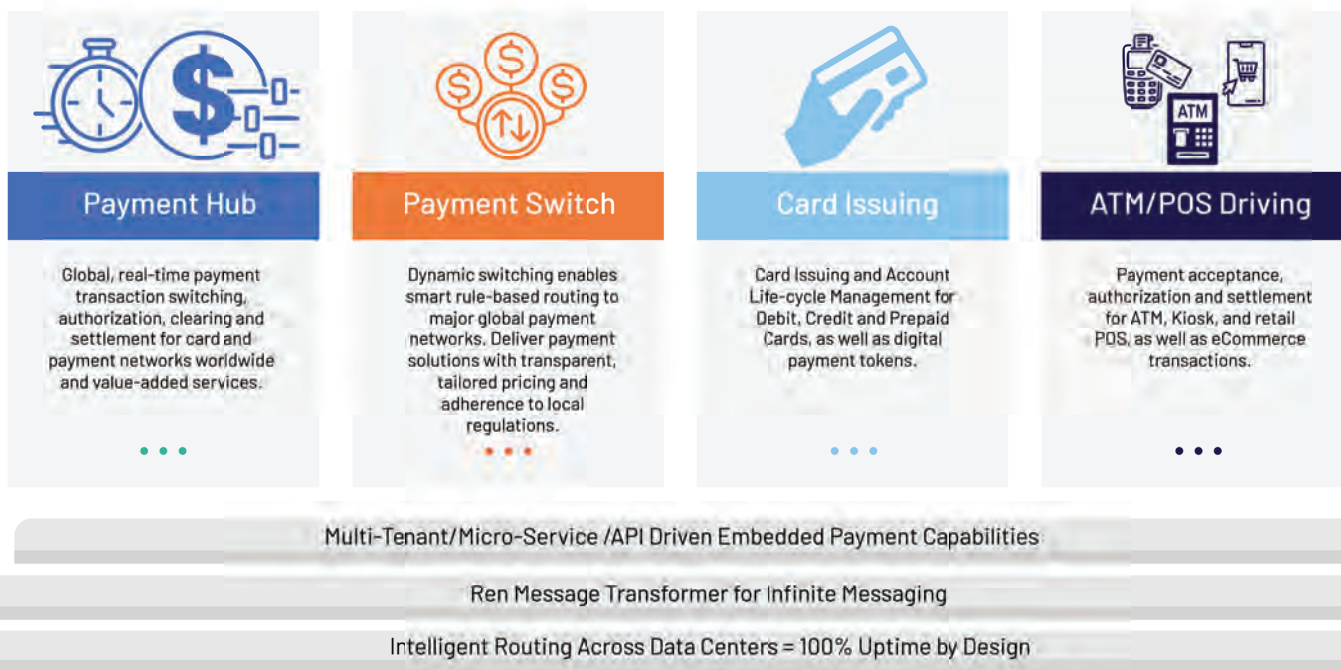 ATM
Payment Hub
Global, real-time payment
transaction switching,
authorization, clearing and
settlement for card and
payment networks worldwide
and value-added services.
Payment Switch
Dynamic switching enables
smart rule-based routing to
major global payment
networks. Deliver payment
solutions with transparent,
tailored pricing and
adherence to local
regulations.
Card Issuing
Card Issuing and Account
Life-cycle Management for
Debit, Credit and Prepaid
Cards, as well as digital
payment tokens.
ATM/POS Driving
Payment acceptance,
authorization and settlement
for ATM, Kiosk, and retail
POS, as well as eCommerce
transactions.
Multi-Tenant/Micro-Service /API Driven Embedded Payment Capabilities
Ren Message Transformer for Infinite Messaging
Intelligent Routing Across Data Centers = 100% Uptime by Design